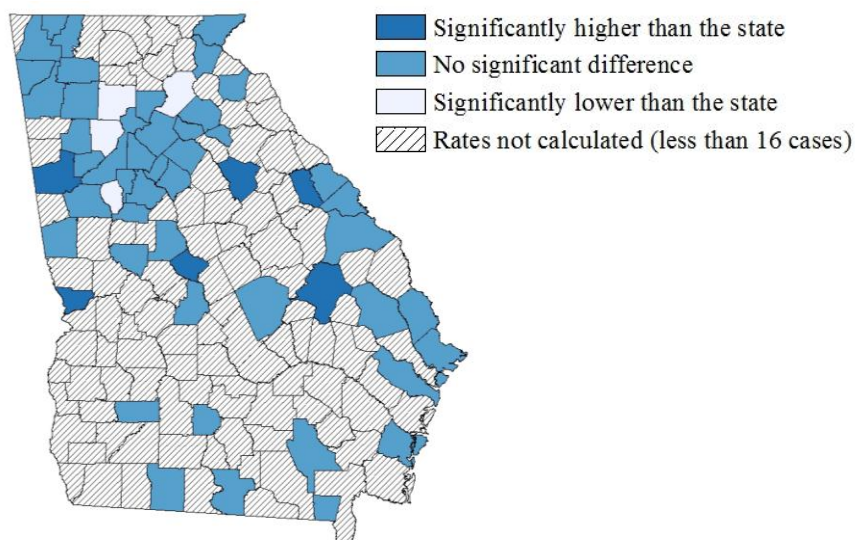 Significantly higher than the state
No significant difference
Significantly lower than the state
Rates not calculated (less than 16 cases)